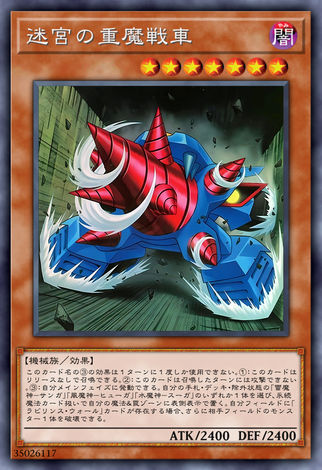 迷宮の重魔戦車
闇
やみ
【機械族/効果】
このカード名の③の効果は1ターンに1度しか使用できない。①:このカードは
リリースなしで召喚できる。②:このカードは召喚したターンには攻撃できない
。③:自分メインフェイズに発動できる。自分の手札・デッキ・除外状態の「雷魔
神-サンガ」「風魔神-ヒューガ」「水魔神-スーガ」のいずれか1体を選び、永続
魔法カード扱いで自分の魔法&罠ゾーンに表側表示で置く。自分フィールドに
「ラビリンス・ウォール」カードが存在する場合、さらに相手フィールドのモンス
ター1体を破壊できる。
ATK/2400 DEF/2400
35026117